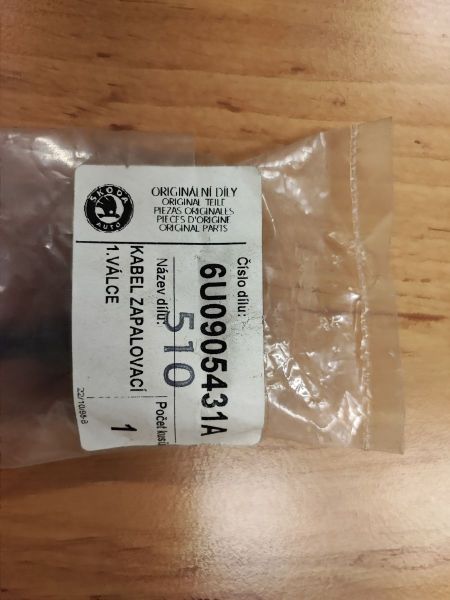 ŠKODA
AUTO
ORIGINÁLNÍ DÍLY
ORIGINAL TEILE
PIEZAS ORIGINALES
PIECES D'ORIGINE
ORIGINAL PARTS
Číslo dílu:
6U0905431A
510
Název dílu:
Počet kusů
KABEL ZAPALOVACÍ
1.VÁLCE
1